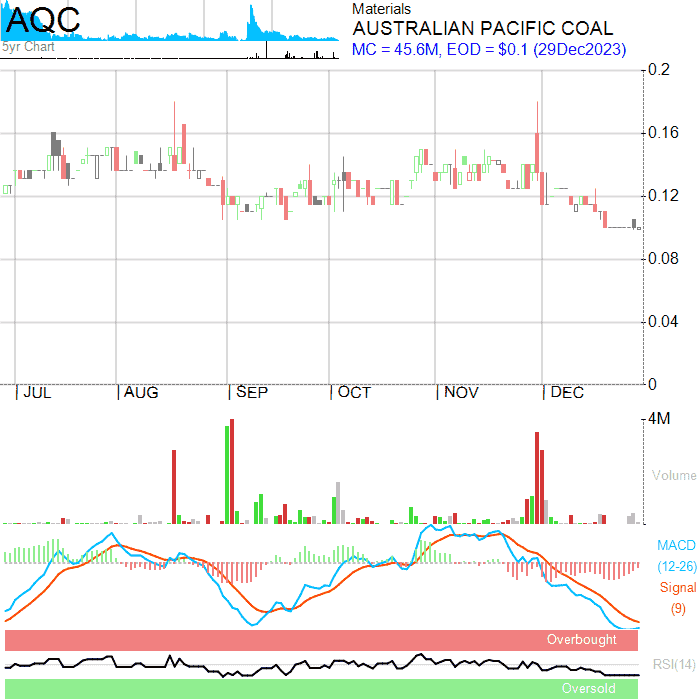 AQC
5yr Chart
Materials
AUSTRALIAN PACIFIC COAL
MC = 45.6M, EOD = $0.1 (29Dec2023)
0.2
0.16
0.12
0.08
0.04
0
JUL AUG SEP OCT NOV DEC
4M
Volume
MACD
(12-26)
Signal
(9)
Overbought
RSI(14)
Oversold